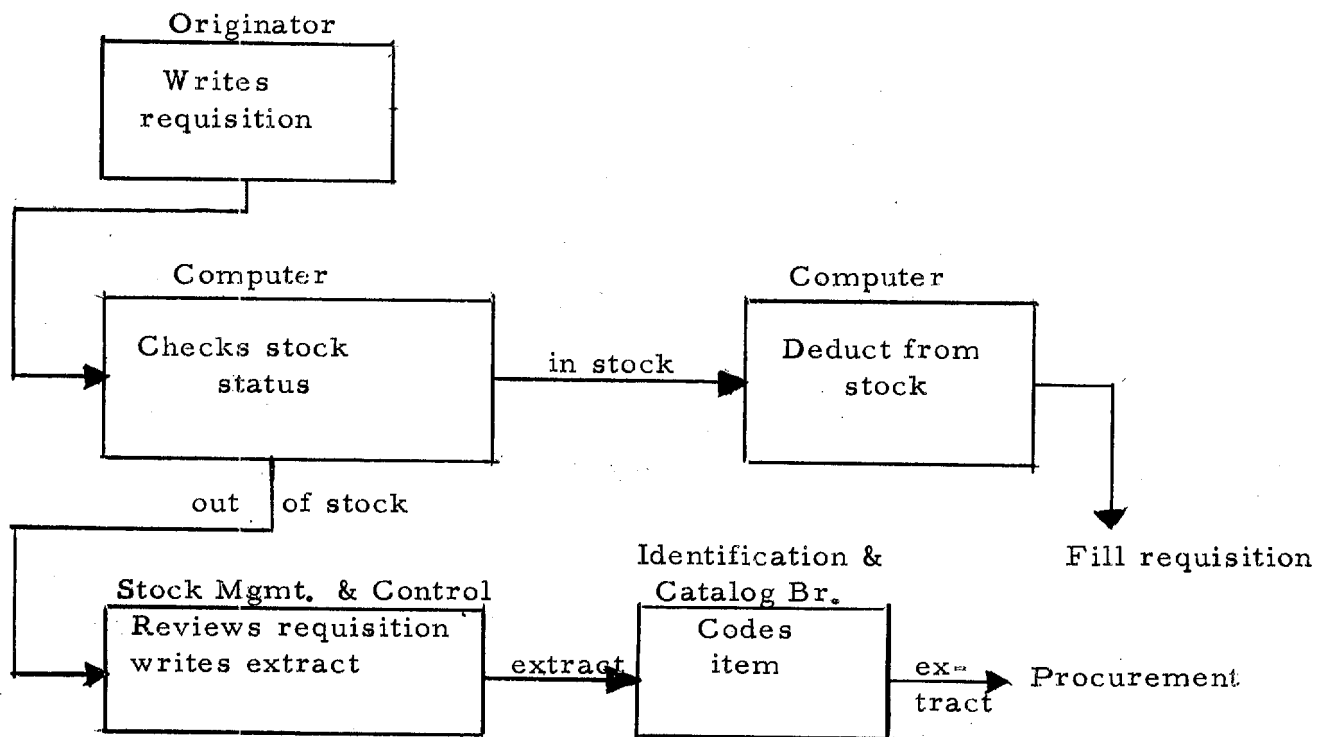 Originator
Writes
requisition
Computer
Checks stock
status
in stock
Computer
Deduct from
stock
Fill requisition
out of stock
Stock Mgmt. & Control
Reviews requisition
writes extract
extract
Identification &
Catalog Br.
Codes
item
ex-
tract
Procurement